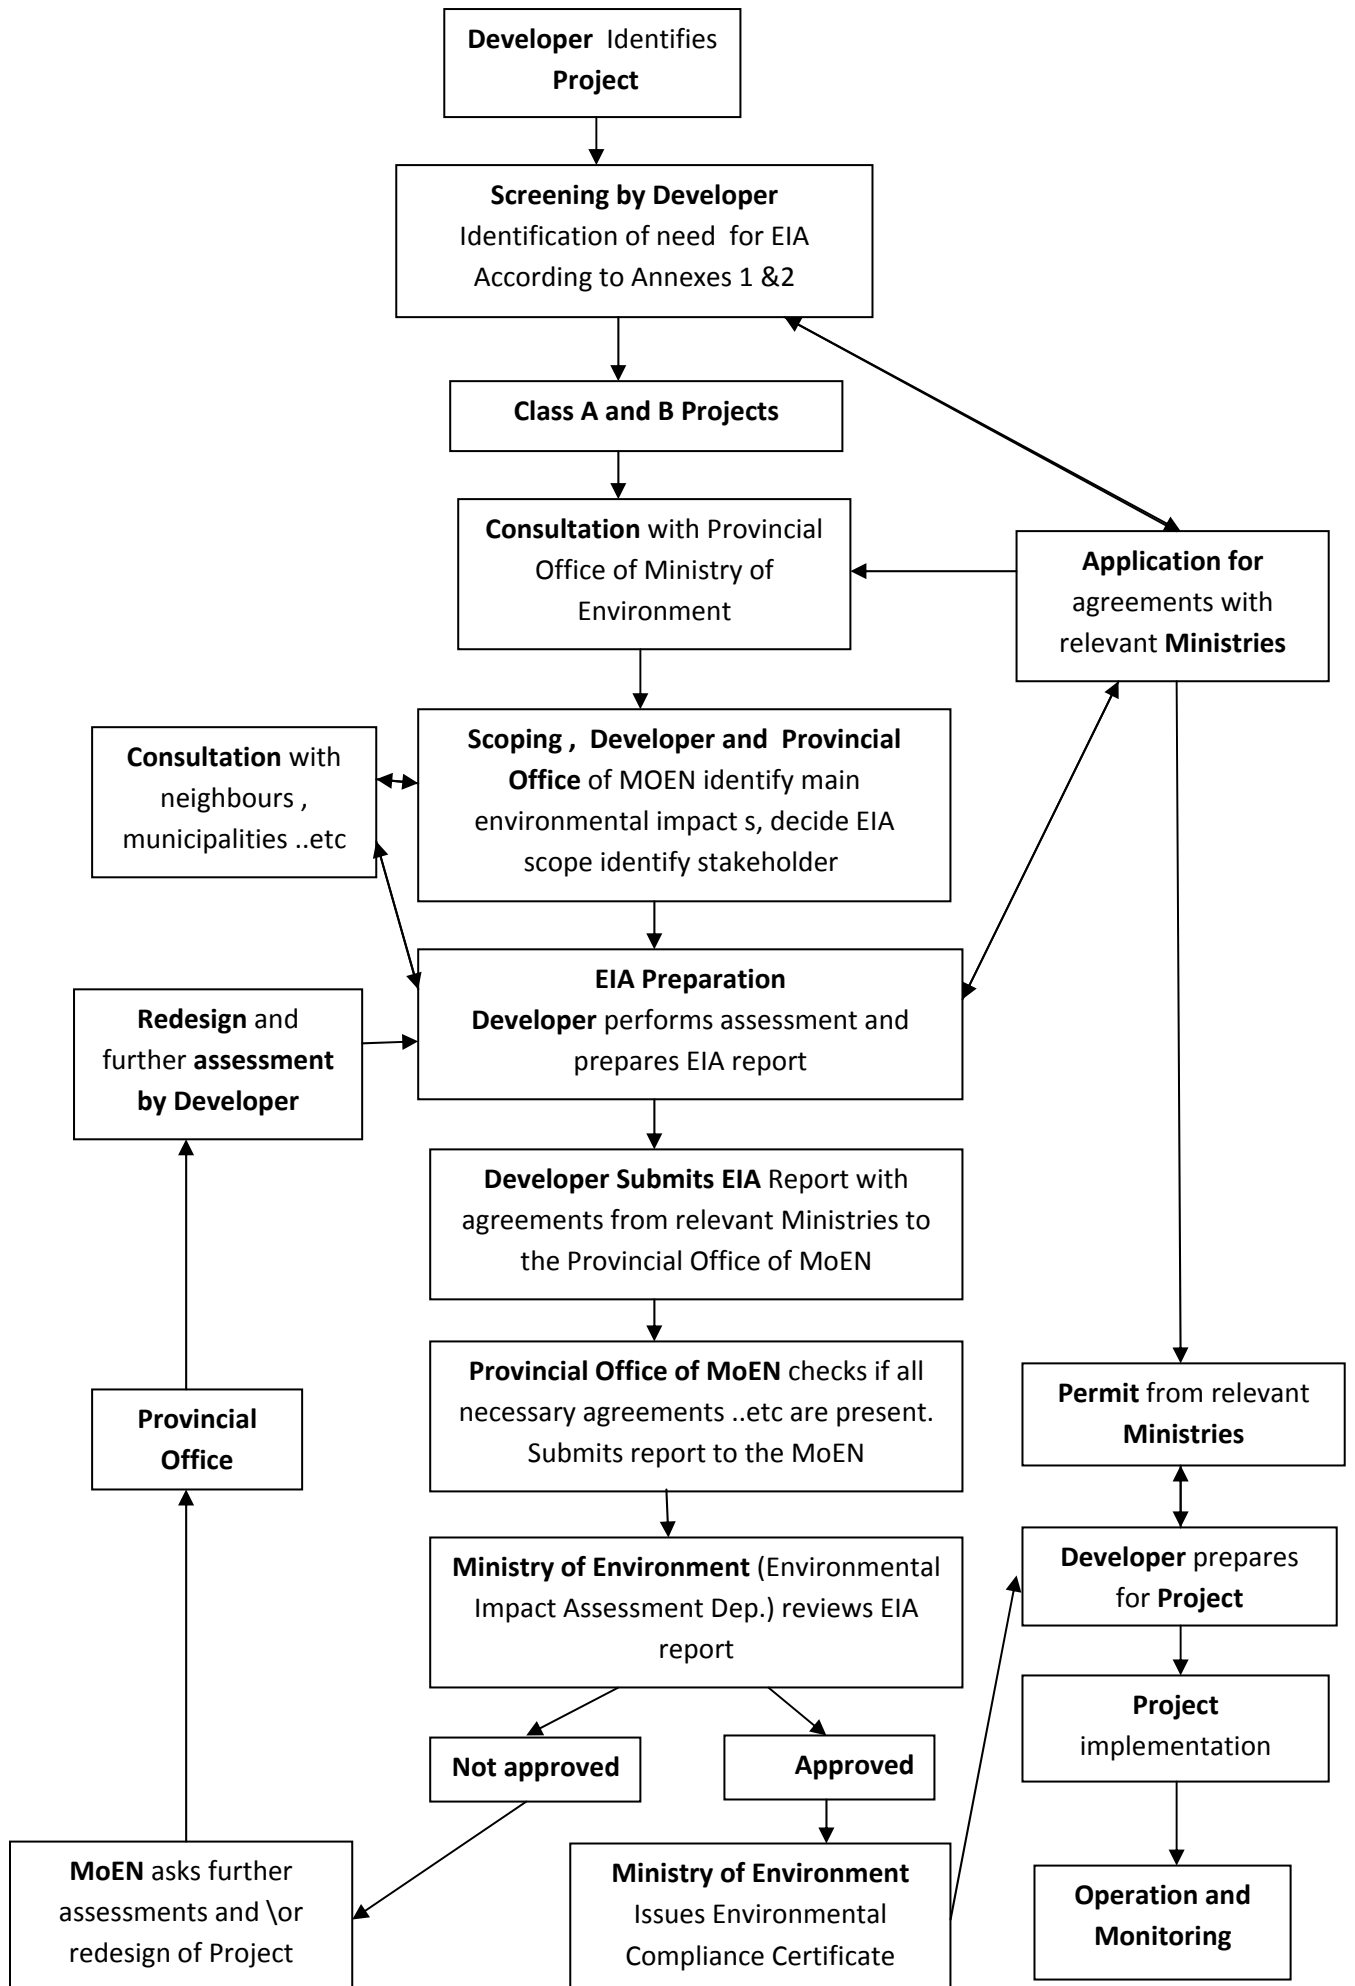 Developer Identifies
Project
Screening by Developer
Identification of need for EIA
According to Annexes 1 &2
Class A and B Projects
Consultation with Provincial
Office of Ministry of
Environment
Application for
agreements with
relevant Ministries
Consultation with
neighbours ,
municipalities ..etc
Scoping , Developer and Provincial
Office of MOEN identify main
environmental impact s, decide EIA
scope identify stakeholder
EIA Preparation
Developer performs assessment and
prepares EIA report
Redesign and
further assessment
by Developer
Developer Submits EIA Report with
agreements from relevant Ministries to
the Provincial Office of MoEN
Provincial Office of MoEN checks if all
necessary agreements ..etc are present.
Submits report to the MoEN
Provincial
Office
Permit from relevant
Ministries
Ministry of Environment (Environmental
Impact Assessment Dep.) reviews EIA
report
Developer prepares
for Project
Not approved
Approved
Project
implementation
MoEN asks further
assessments and \or
redesign of Project
Ministry of Environment
Issues Environmental
Compliance Certificate
Operation and
Monitoring